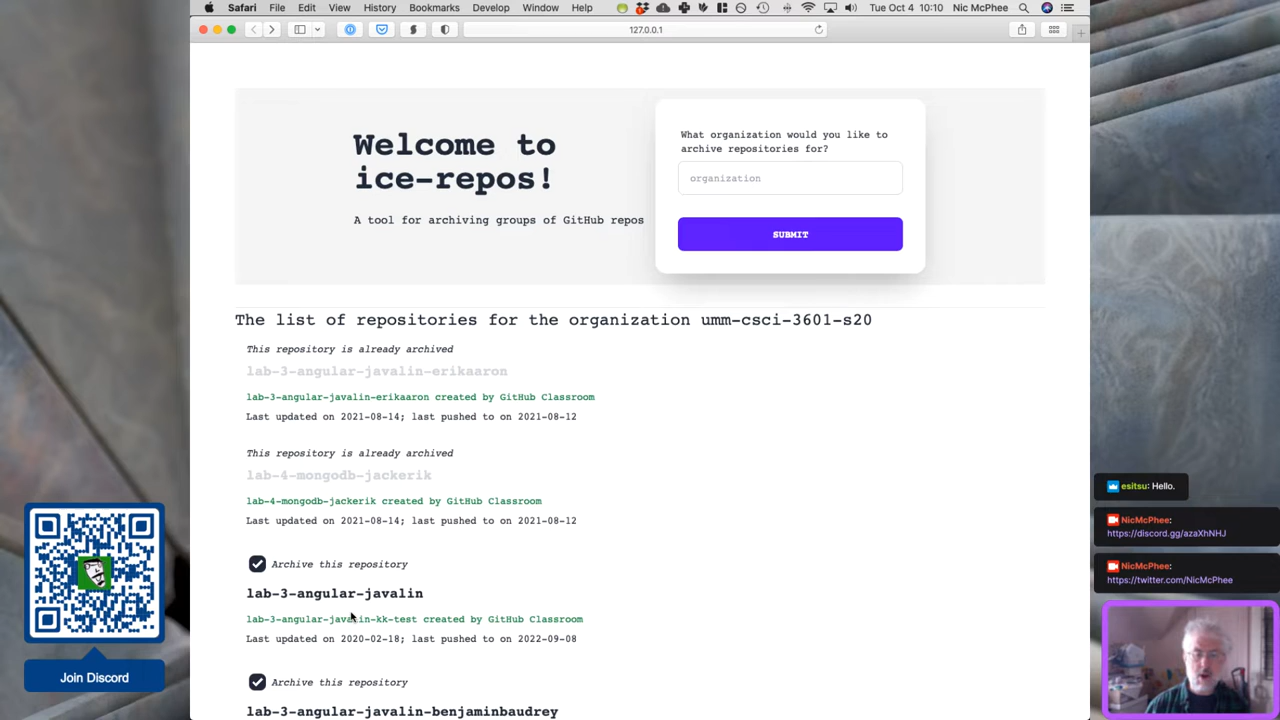 Safari File Edit View History Bookmarks Develop Window Help
Tue Oct 4 10:10 Nic McPhee
127.0.0.1
Welcome to
ice-repos!
A tool for archiving groups of GitHub repos
What organization would you like to
archive repositories for?
organization
SUBMIT
The list of repositories for the organization umm-csci-3601-s20
This repository is already archived
lab-3-angular-javalin-erikaaron
lab-3-angular-javalin-erikaaron created by GitHub Classroom
Last updated on 2021-08-14; last pushed to on 2021-08-12
This repository is already archived
lab-4-mongodb-jackerik
lab-4-mongodb-jackerik created by GitHub Classroom
Last updated on 2021-08-14; last pushed to on 2021-08-12
Archive this repository
lab-3-angular-javalin
lab-3-angular-javalin-kk-test created by GitHub Classroom
Last updated on 2020-02-18; last pushed to on 2022-09-08
Archive this repository
lab-3-angular-javalin-benjaminbaudrey
esitsu: Hello.
NicMcPhee:
https://discord.gg/azaXhNHJ
NicMcPhee:
https://twitter.com/NicMcPhee
Join Discord